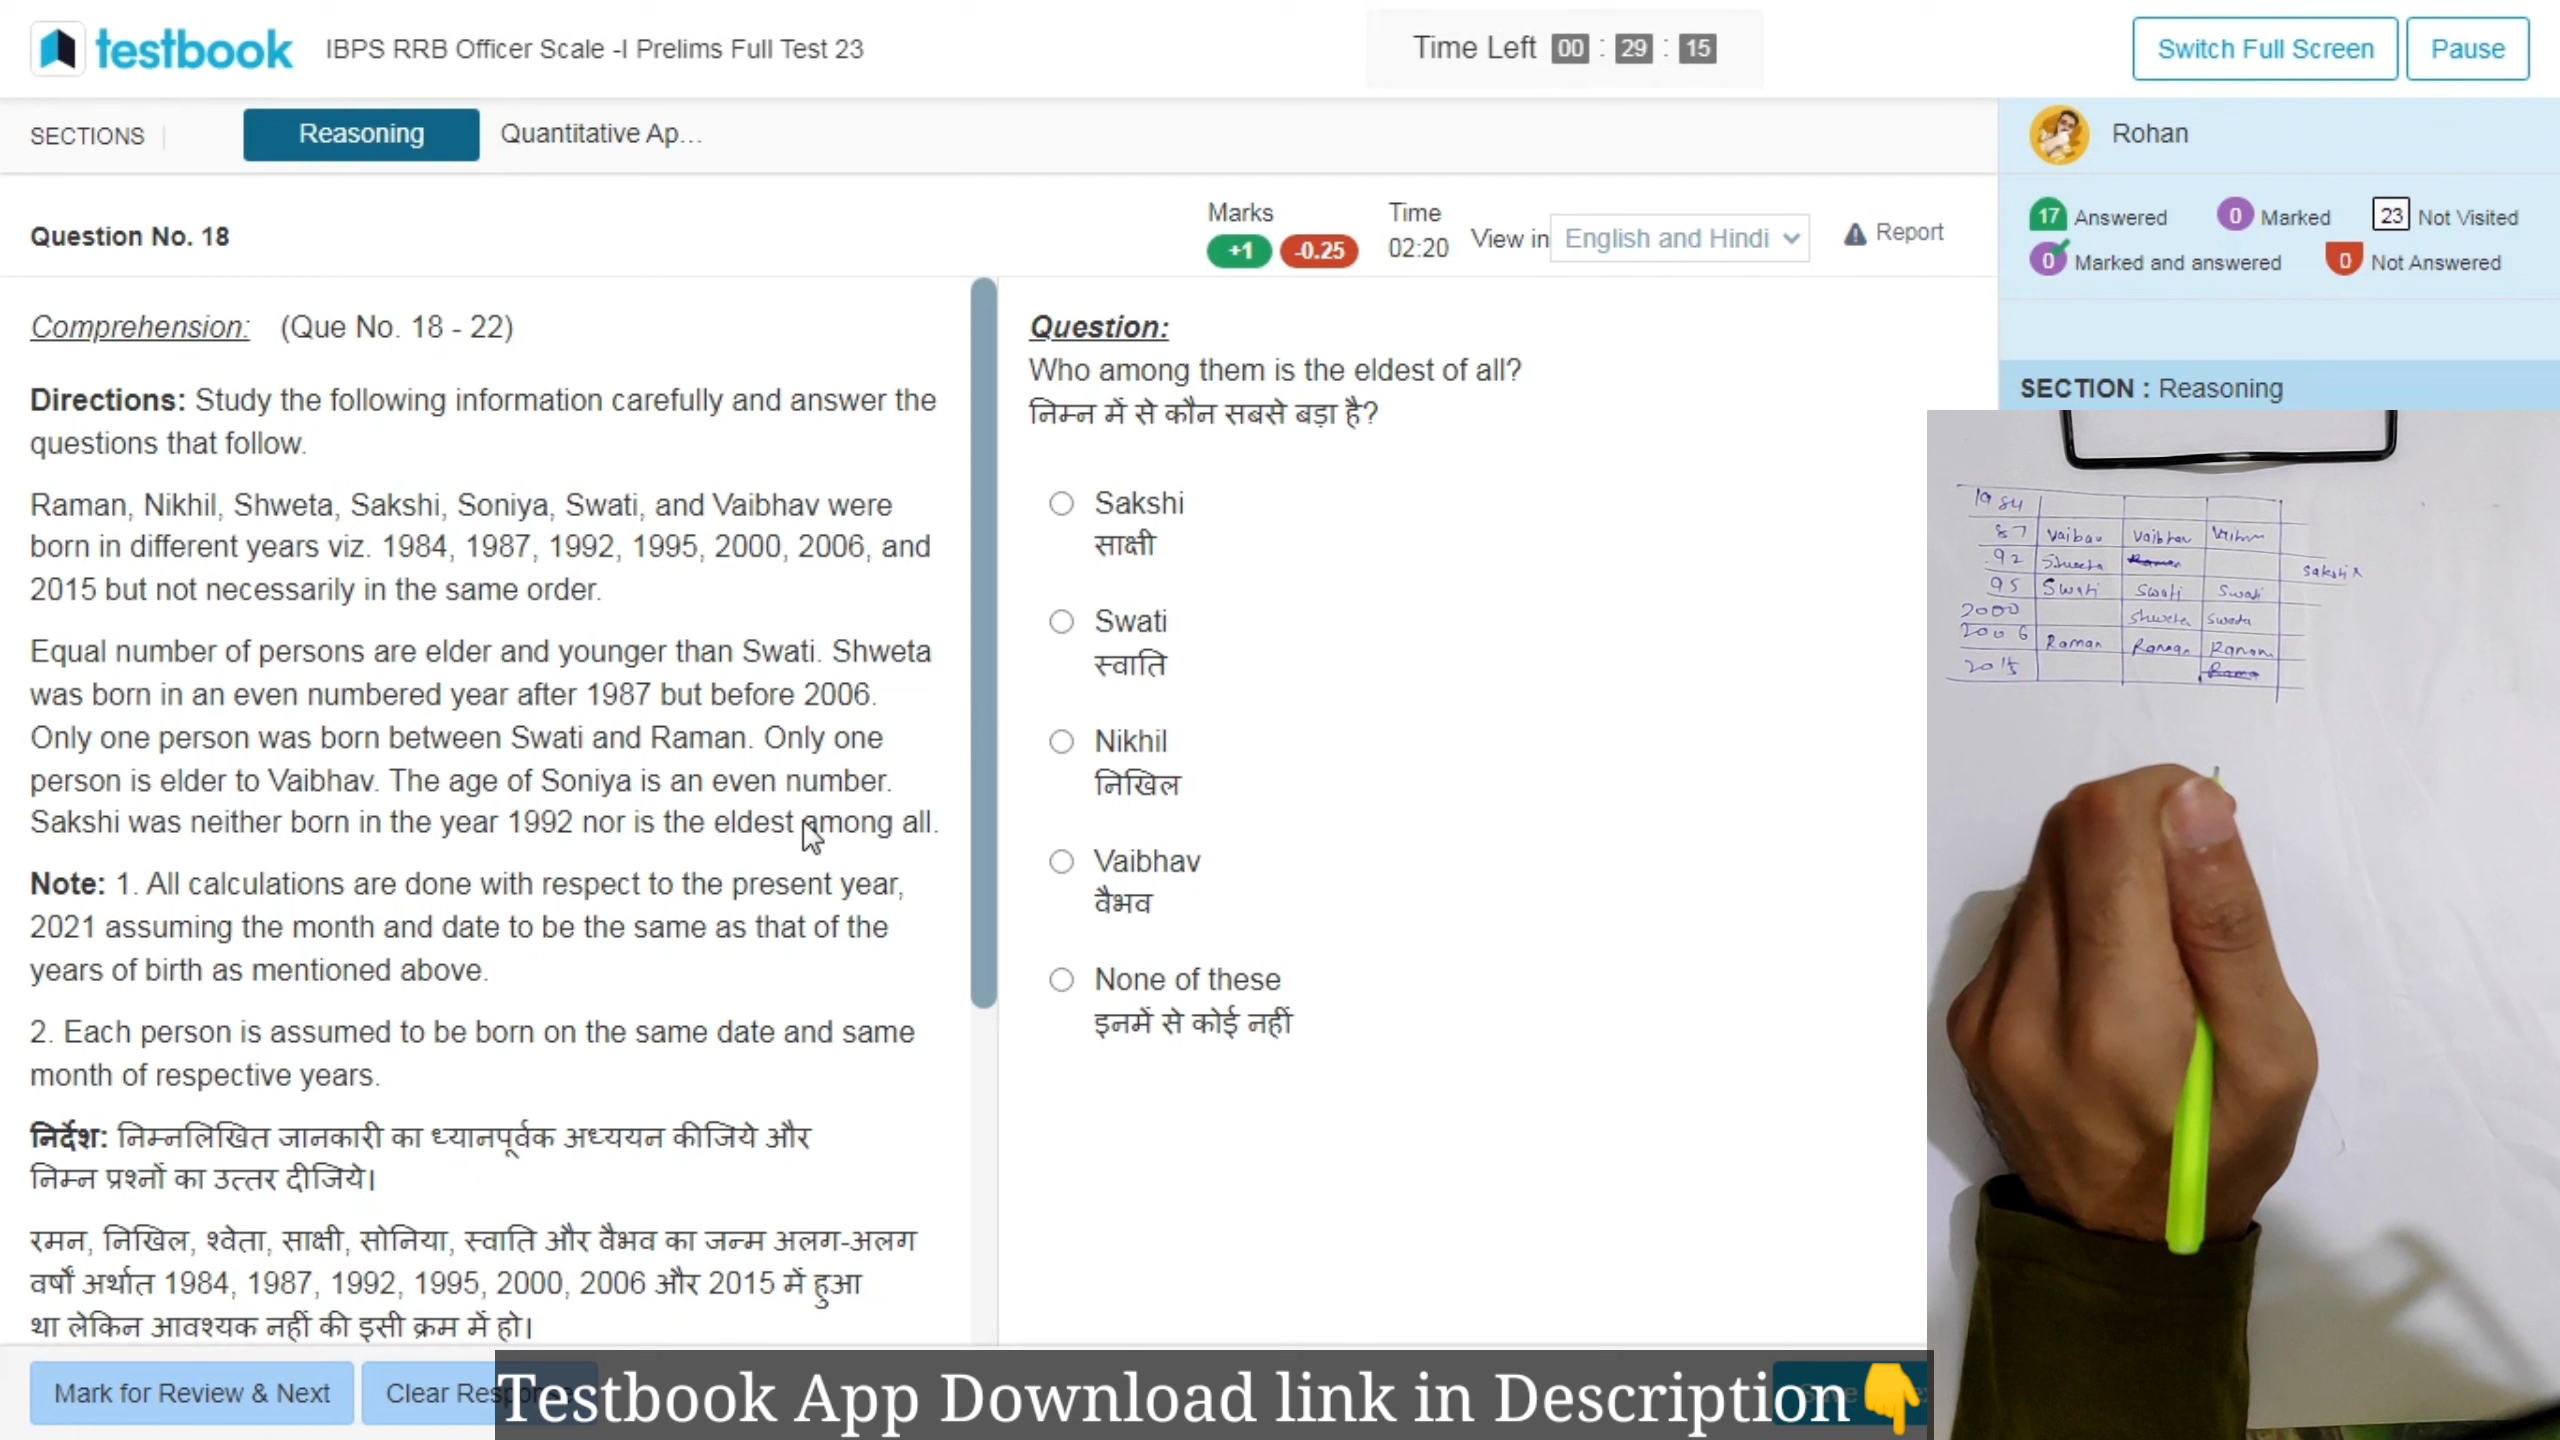 testbook IBPS RRB Officer Scale -I Prelims Full Test 23
Time Left 00 : 29 : 15
Switch Full Screen Pause
SECTIONS Reasoning Quantitative Ap...
Rohan
17 Answered 0 Marked 23 Not Visited
0 Marked and answered 0 Not Answered
SECTION : Reasoning
Question No. 18
Marks +1 -0.25
Time 02:20
View in English and Hindi
Report
Comprehension: (Que No. 18 - 22)
Directions: Study the following information carefully and answer the
questions that follow.
Raman, Nikhil, Shweta, Sakshi, Soniya, Swati, and Vaibhav were
born in different years viz. 1984, 1987, 1992, 1995, 2000, 2006, and
2015 but not necessarily in the same order.
Equal number of persons are elder and younger than Swati. Shweta
was born in an even numbered year after 1987 but before 2006.
Only one person was born between Swati and Raman. Only one
person is elder to Vaibhav. The age of Soniya is an even number.
Sakshi was neither born in the year 1992 nor is the eldest among all.
Note: 1. All calculations are done with respect to the present year,
2021 assuming the month and date to be the same as that of the
years of birth as mentioned above.
2. Each person is assumed to be born on the same date and same
month of respective years.
निर्देश: निम्नलिखित जानकारी का ध्यानपूर्वक अध्ययन कीजिये और
निम्न प्रश्नों का उत्तर दीजिये।
रमन, निखिल, श्वेता, साक्षी, सोनिया, स्वाति और वैभव का जन्म अलग-अलग
वर्षों अर्थात 1984, 1987, 1992, 1995, 2000, 2006 और 2015 में हुआ
था लेकिन आवश्यक नहीं की इसी क्रम में हो।
Question:
Who among them is the eldest of all?
निम्न में से कौन सबसे बड़ा है?
Sakshi
साक्षी
Swati
स्वाति
Nikhil
निखिल
Vaibhav
वैभव
None of these
इनमें से कोई नहीं
1984
87 Vaibav Vaibhav
92 Shweta Raman
Sakshi x
95 Swati Swati Swati
2000 Shweta
2006 Raman Raman Raman
2015
Mark for Review & Next Clear Resp
Testbook App Download link in Description